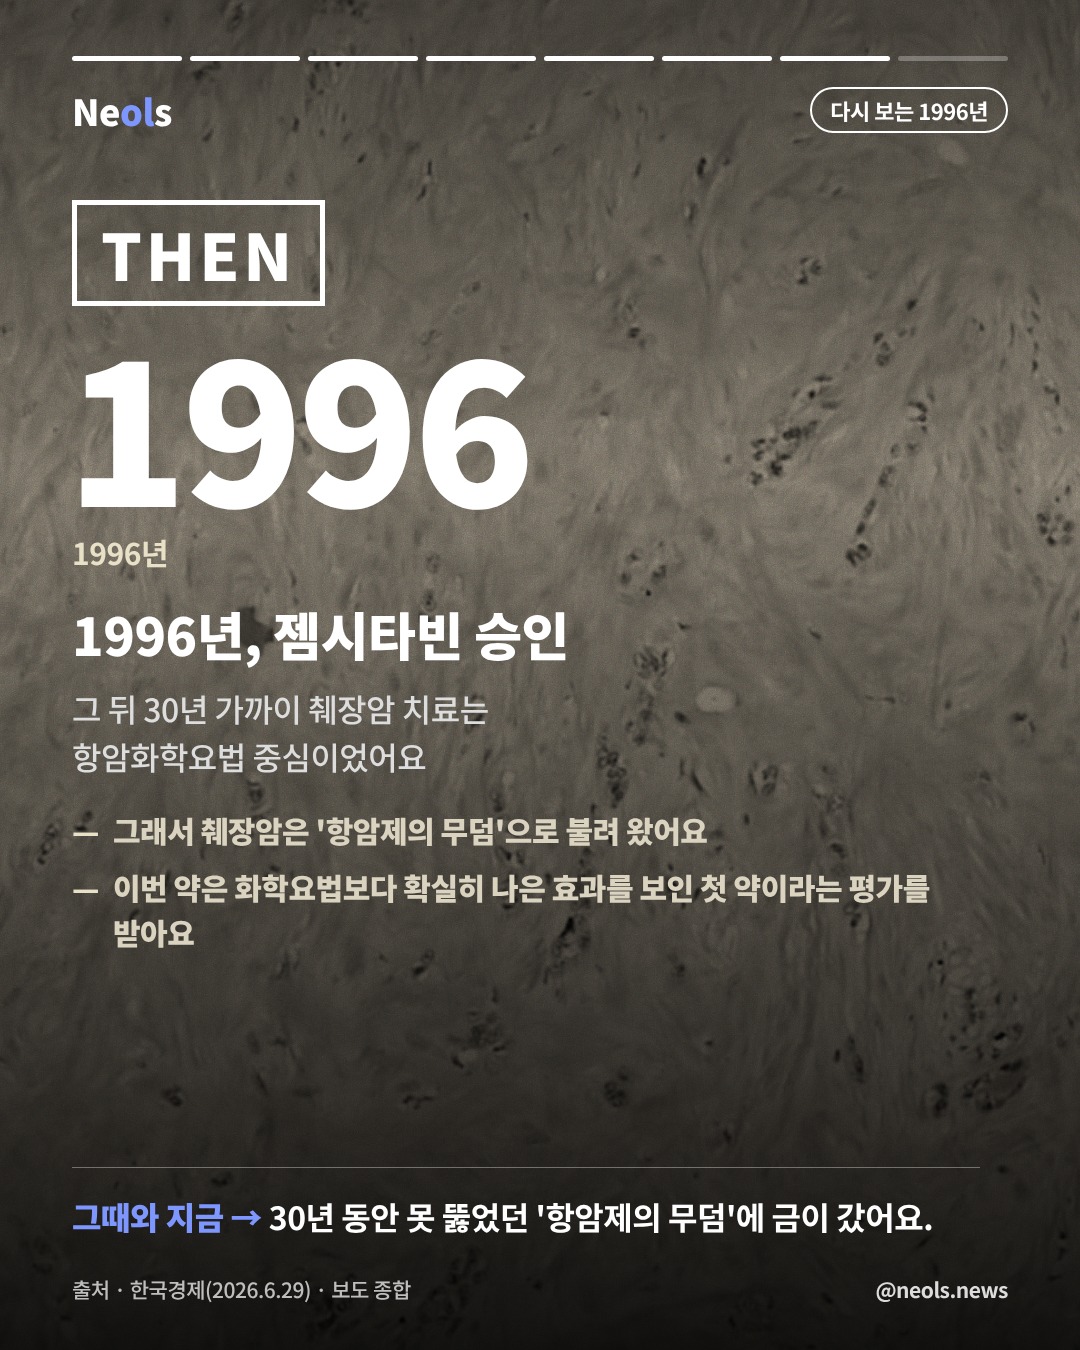 Neols
다시 보는 1996년
THEN
1996
1996년
1996년, 젬시타빈 승인
그 뒤 30년 가까이 췌장암 치료는
항암화학요법 중심이었어요
— 그래서 췌장암은 '항암제의 무덤'으로 불려 왔어요
— 이번 약은 화학요법보다 확실히 나은 효과를 보인 첫 약이라는 평가를
받아요
그때와 지금 → 30년 동안 못 뚫었던 '항암제의 무덤'에 금이 갔어요.
출처 · 한국경제(2026.6.29) · 보도 종합
@neols.news